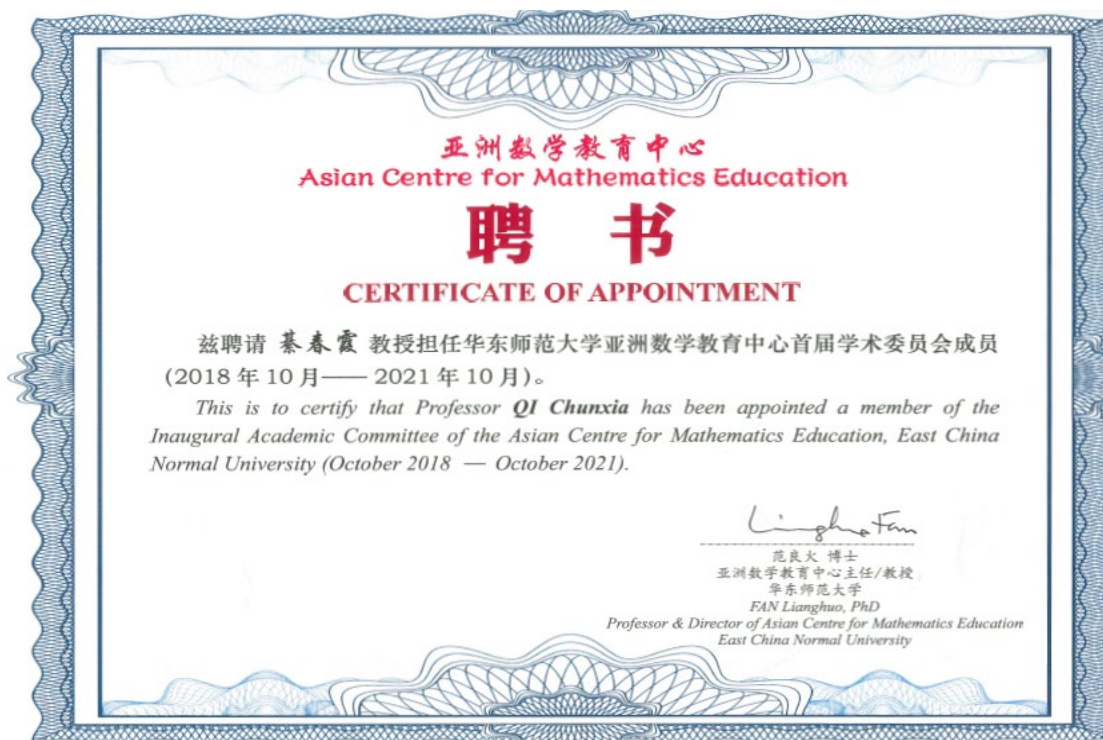 亚洲数学教育中心
Asian Centre for Mathematics Education
聘 书
CERTIFICATE OF APPOINTMENT
兹聘请 綦春霞 教授担任华东师范大学亚洲数学教育中心首届学术委员会成员
(2018 年 10 月—— 2021 年 10 月)。
This is to certify that Professor QI Chunxia has been appointed a member of the
Inaugural Academic Committee of the Asian Centre for Mathematics Education, East China
Normal University (October 2018 — October 2021).
Lianghuo Fan
范良火 博士
亚洲数学教育中心主任/教授
华东师范大学
FAN Lianghuo, PhD
Professor & Director of Asian Centre for Mathematics Education
East China Normal University